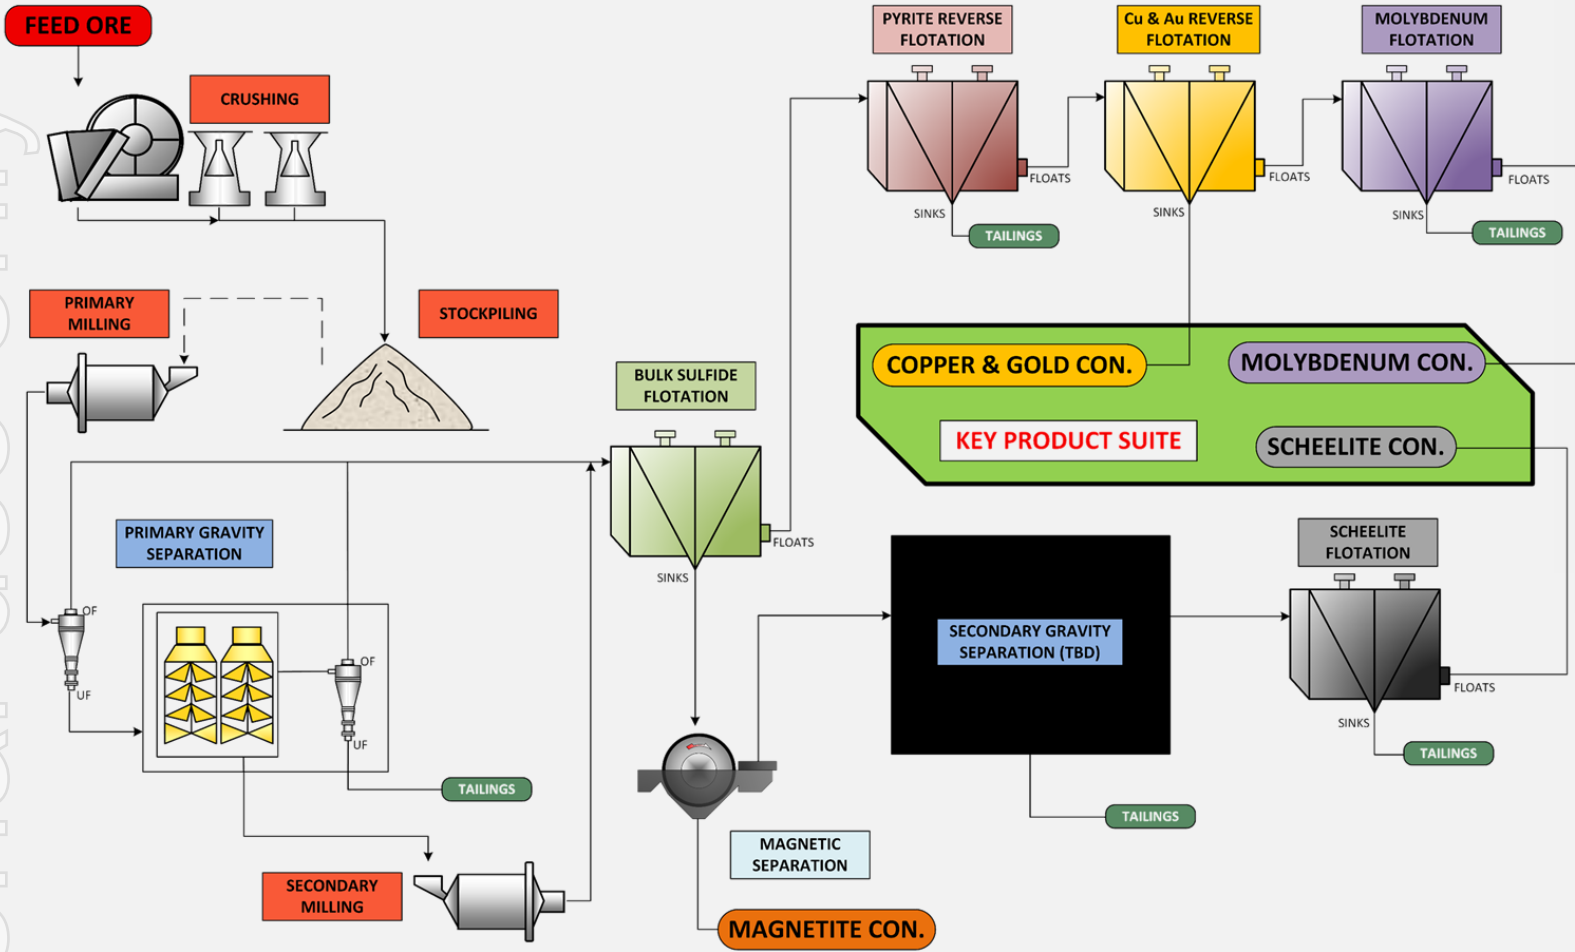 FEED ORE
CRUSHING
PYRITE REVERSE
FLOTATION
Cu & Au REVERSE
FLOTATION
MOLYBDENUM
FLOTATION
FLOATS
SINKS
TAILINGS
FLOATS
SINKS
FLOATS
SINKS
TAILINGS
PRIMARY
MILLING
STOCKPILING
BULK SULFIDE
FLOTATION
COPPER & GOLD CON.
MOLYBDENUM CON.
KEY PRODUCT SUITE
SCHEELITE CON.
PRIMARY GRAVITY
SEPARATION
FLOATS
SINKS
SCHEELITE
FLOTATION
OF
UF
OF
UF
TAILINGS
SECONDARY GRAVITY
SEPARATION (TBD)
FLOATS
SINKS
TAILINGS
TAILINGS
MAGNETIC
SEPARATION
SECONDARY
MILLING
MAGNETITE CON.